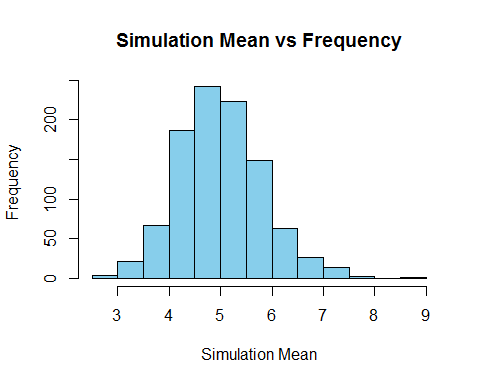 Simulation Mean vs Frequency
Frequency
200
100
50
0
3 4 5 6 7 8 9
Simulation Mean